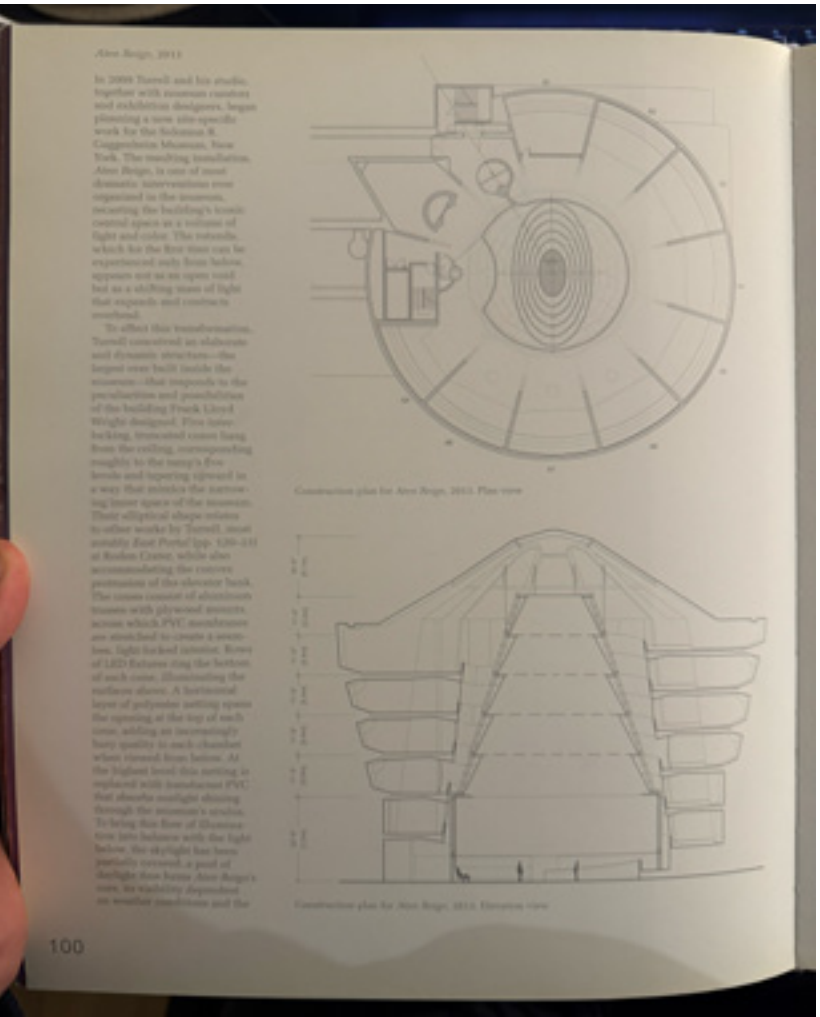 Aten Reign, 2013
In 2009 Turrell and his studio,
together with museum curators
and exhibition designers, began
planning a new site-specific
work for the Solomon R.
Guggenheim Museum, New
York. The resulting installation,
Aten Reign, is one of most
dramatic interventions ever
organized in the museum,
recasting the building's iconic
central space as a volume of
light and color. The rotunda,
which for the first time can be
experienced only from below,
appears not as an open void
but as a shifting mass of light
that expands and contracts
overhead.
To effect this transformation,
Turrell conceived an elaborate
and dynamic structure—the
largest ever built inside the
museum—that responds to the
peculiarities and possibilities
of the building Frank Lloyd
Wright designed. Five inter-
locking, truncated cones hang
from the ceiling, corresponding
roughly to the ramp's five
levels and tapering upward in
a way that mimics the narrow-
ing inner space of the museum.
Their elliptical shape relates
to other works by Turrell, most
notably East Portal (pp.
at Roden Crater, while also
accommodating the convex
protrusion of the elevator bank.
The cones consist of aluminum
trusses with plywood
across which PVC membranes
are stretched to create a seam-
less, light-locked interior. Rows
of LED fixtures ring the bottom
of each cone, illuminating the
surfaces above. A horizontal
layer of polyester netting spans
the opening at the top of each
cone, adding an increasingly
hazy quality to each chamber
when viewed from below. At
the highest level this netting is
replaced with translucent PVC
that absorbs sunlight shining
through the museum's oculus.
To bring this flow of illumina-
tion into balance with the light
below, the skylight has been
partially covered; a pool of
daylight thus forms Aten Reign's
core, its visibility dependent
on weather conditions and the
Construction plan for Aten Reign, 2013. Plan view
Construction plan for Aten Reign, 2013. Elevation view
100